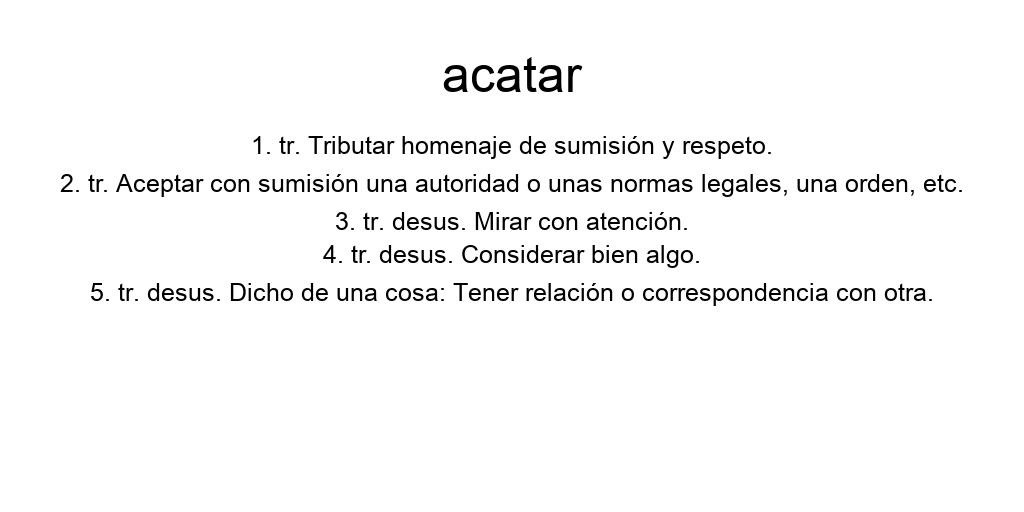 acatar
1. tr. Tributar homenaje de sumisión y respeto.
2. tr. Aceptar con sumisión una autoridad o unas normas legales, una orden, etc.
3. tr. desus. Mirar con atención.
4. tr. desus. Considerar bien algo.
5. tr. desus. Dicho de una cosa: Tener relación o correspondencia con otra.